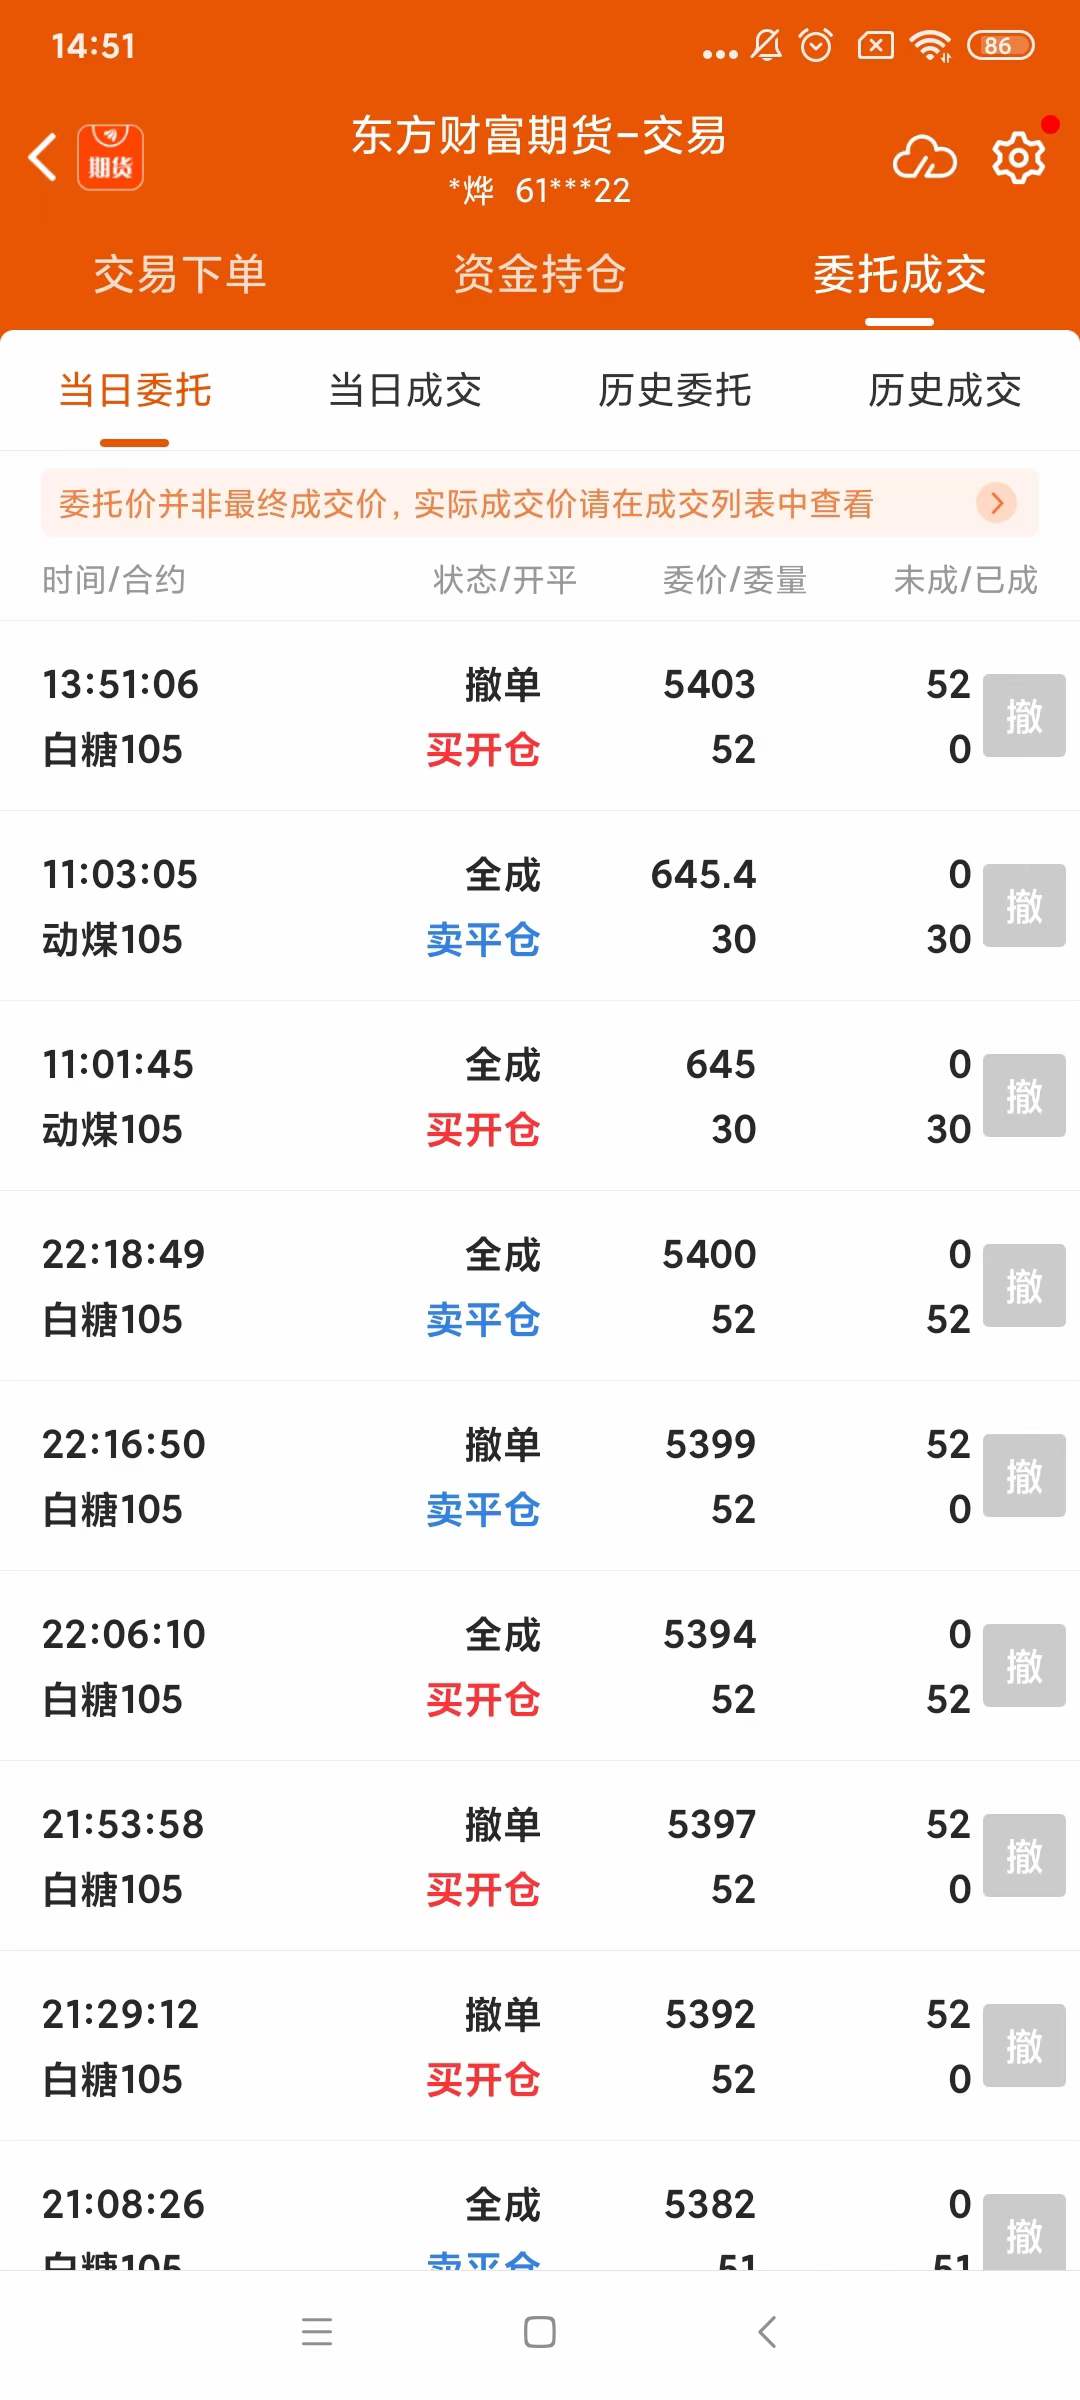 14:51
86
东方财富期货-交易
期货
*烨 61***22
交易下单 资金持仓 委托成交
当日委托 当日成交 历史委托 历史成交
委托价并非最终成交价，实际成交价请在成交列表中查看
时间/合约 状态/开平 委价/委量 未成/已成
13:51:06 撤单 5403 52
撤
白糖105 买开仓 52 0
11:03:05 全成 645.4 0
撤
动煤105 卖平仓 30 30
11:01:45 全成 645 0
撤
动煤105 买开仓 30 30
22:18:49 全成 5400 0
撤
白糖105 卖平仓 52 52
22:16:50 撤单 5399 52
撤
白糖105 卖平仓 52 0
22:06:10 全成 5394 0
撤
白糖105 买开仓 52 52
21:53:58 撤单 5397 52
撤
白糖105 买开仓 52 0
21:29:12 撤单 5392 52
撤
白糖105 买开仓 52 0
21:08:26 全成 5382 0
撤
白糖105 卖平仓 51 51